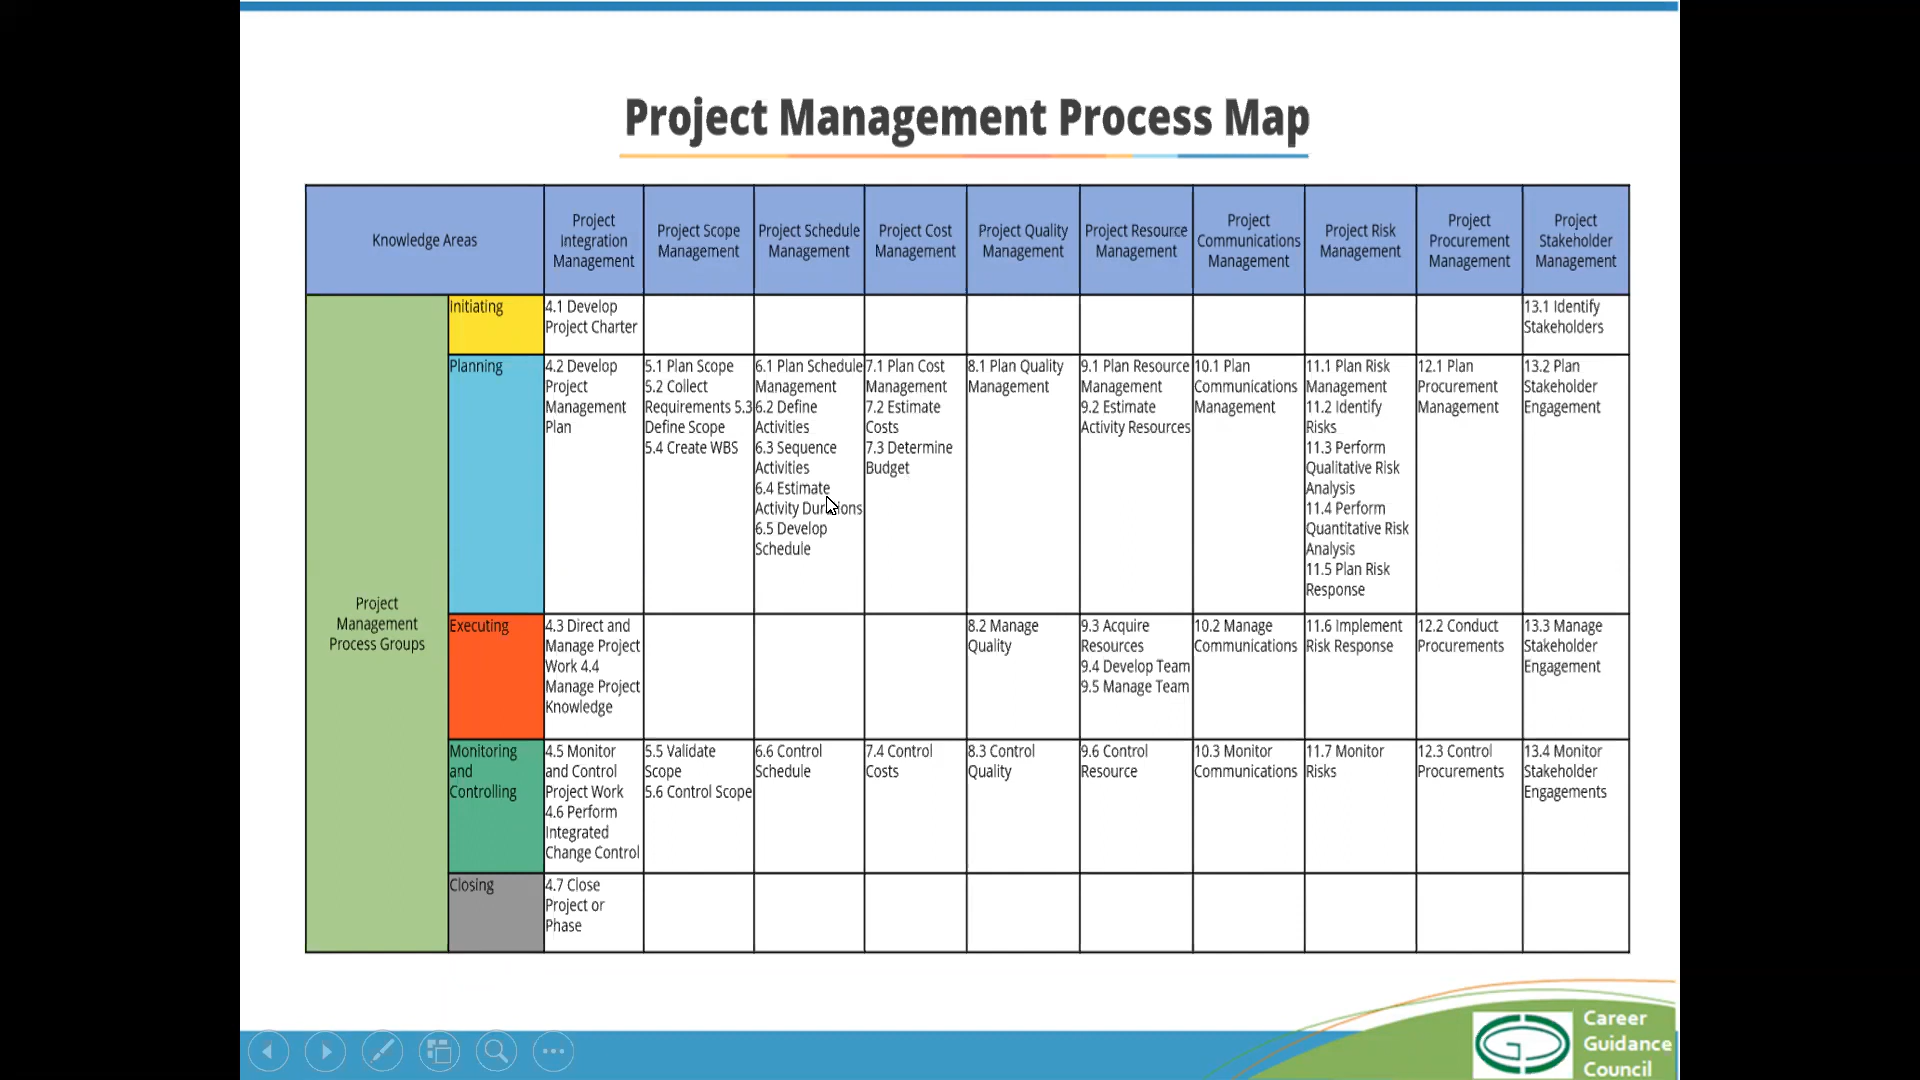 Project Management Process Map
Knowledge Areas
Project
Integration
Management
Project Scope
Management
Project Schedule
Management
Project Cost
Management
Project Quality
Management
Project Resource
Management
Project
Communications
Management
Project Risk
Management
Project
Procurement
Management
Project
Stakeholder
Management
Project
Management
Process Groups
Initiating
4.1 Develop
Project Charter
13.1 Identify
Stakeholders
Planning
4.2 Develop
Project
Management
Plan
5.1 Plan Scope
5.2 Collect
Requirements 5.3
Define Scope
5.4 Create WBS
6.1 Plan Schedule
Management
6.2 Define
Activities
6.3 Sequence
Activities
6.4 Estimate
Activity Durations
6.5 Develop
Schedule
7.1 Plan Cost
Management
7.2 Estimate
Costs
7.3 Determine
Budget
8.1 Plan Quality
Management
9.1 Plan Resource
Management
9.2 Estimate
Activity Resources
10.1 Plan
Communications
Management
11.1 Plan Risk
Management
11.2 Identify
Risks
11.3 Perform
Qualitative Risk
Analysis
11.4 Perform
Quantitative Risk
Analysis
11.5 Plan Risk
Response
12.1 Plan
Procurement
Management
13.2 Plan
Stakeholder
Engagement
Executing
4.3 Direct and
Manage Project
Work 4.4
Manage Project
Knowledge
8.2 Manage
Quality
9.3 Acquire
Resources
9.4 Develop Team
9.5 Manage Team
10.2 Manage
Communications
11.6 Implement
Risk Response
12.2 Conduct
Procurements
13.3 Manage
Stakeholder
Engagement
Monitoring
and
Controlling
4.5 Monitor
and Control
Project Work
4.6 Perform
Integrated
Change Control
5.5 Validate
Scope
5.6 Control Scope
6.6 Control
Schedule
7.4 Control
Costs
8.3 Control
Quality
9.6 Control
Resource
10.3 Monitor
Communications
11.7 Monitor
Risks
12.3 Control
Procurements
13.4 Monitor
Stakeholder
Engagements
Closing
4.7 Close
Project or
Phase
Career
Guidance
Council